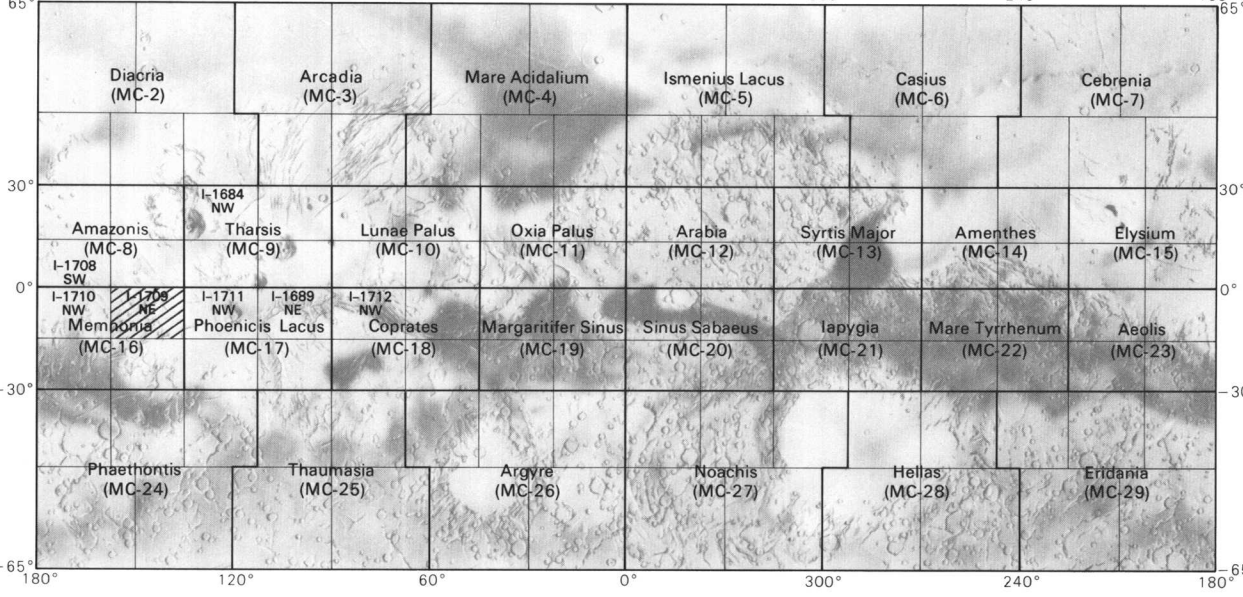 65° 65°
Diacria Arcadia Mare Acidalium Ismenius Lacus Casius Cebrenia
(MC-2) (MC-3) (MC-4) (MC-5) (MC-6) (MC-7)
30° 30°
I-1684
NW
Amazonis Tharsis Lunae Palus Oxia Palus Arabia Syrtis Major Amenthes Elysium
(MC-8) (MC-9) (MC-10) (MC-11) (MC-12) (MC-13) (MC-14) (MC-15)
I-1708
SW
0° 0°
I-1710 I-1709 I-1711 I-1689 I-1712
NW NE NW NE NW
Memnonia Phoenicis Lacus Coprates Margaritifer Sinus Sinus Sabaeus Iapygia Mare Tyrrhenum Aeolis
(MC-16) (MC-17) (MC-18) (MC-19) (MC-20) (MC-21) (MC-22) (MC-23)
-30° -30°
Phaethontis Thaumasia Argyre Noachis Hellas Eridania
(MC-24) (MC-25) (MC-26) (MC-27) (MC-28) (MC-29)
-65° -65
180° 120° 60° 0° 300° 240° 180°